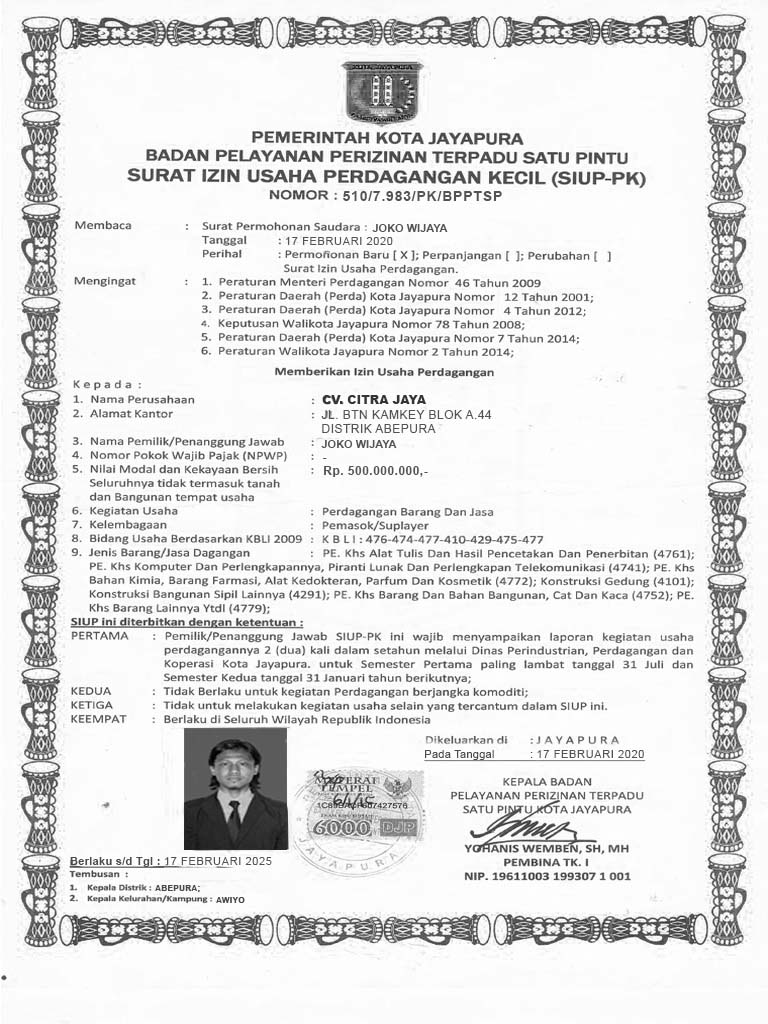 PEMERINTAH KOTA JAYAPURA
BADAN PELAYANAN PERIZINAN TERPADU SATU PINTU
SURAT IZIN USAHA PERDAGANGAN KECIL (SIUP-PK)
NOMOR : 510/7.983/PK/BPPTSP
Membaca : Surat Permohonan Saudara : JOKO WIJAYA
Tanggal : 17 FEBRUARI 2020
Perihal : Permohonan Baru [ X ]; Perpanjangan [ ]; Perubahan [ ]
Surat Izin Usaha Perdagangan.
Mengingat : 1. Peraturan Menteri Perdagangan Nomor 46 Tahun 2009
2. Peraturan Daerah (Perda) Kota Jayapura Nomor 12 Tahun 2001;
3. Peraturan Daerah (Perda) Kota Jayapura Nomor 4 Tahun 2012;
4. Keputusan Walikota Jayapura Nomor 78 Tahun 2008;
5. Peraturan Daerah (Perda) Kota Jayapura Nomor 7 Tahun 2014;
6. Peraturan Walikota Jayapura Nomor 2 Tahun 2014;
Memberikan Izin Usaha Perdagangan
K e p a d a :
1. Nama Perusahaan : CV. CITRA JAYA
2. Alamat Kantor : JL. BTN KAMKEY BLOK A.44
DISTRIK ABEPURA
3. Nama Pemilik/Penanggung Jawab : JOKO WIJAYA
4. Nomor Pokok Wajib Pajak (NPWP) : -
5. Nilai Modal dan Kekayaan Bersih : Rp. 500.000.000,-
Seluruhnya tidak termasuk tanah
dan Bangunan tempat usaha
6. Kegiatan Usaha : Perdagangan Barang Dan Jasa
7. Kelembagaan : Pemasok/Suplayer
8. Bidang Usaha Berdasarkan KBLI 2009 : K B L I : 476-474-477-410-429-475-477
9. Jenis Barang/Jasa Dagangan : PE. Khs Alat Tulis Dan Hasil Pencetakan Dan Penerbitan (4761);
PE. Khs Komputer Dan Perlengkapannya, Piranti Lunak Dan Perlengkapan Telekomunikasi (4741); PE. Khs
Bahan Kimia, Barang Farmasi, Alat Kedokteran, Parfum Dan Kosmetik (4772); Konstruksi Gedung (4101);
Konstruksi Bangunan Sipil Lainnya (4291); PE. Khs Barang Dan Bahan Bangunan, Cat Dan Kaca (4752); PE.
Khs Barang Lainnya Ytdl (4779);
SIUP ini diterbitkan dengan ketentuan :
PERTAMA : Pemilik/Penanggung Jawab SIUP-PK ini wajib menyampaikan laporan kegiatan usaha
perdagangannya 2 (dua) kali dalam setahun melalui Dinas Perindustrian, Perdagangan dan
Koperasi Kota Jayapura. untuk Semester Pertama paling lambat tanggal 31 Juli dan
Semester Kedua tanggal 31 Januari tahun berikutnya;
KEDUA : Tidak Berlaku untuk kegiatan Perdagangan berjangka komoditi;
KETIGA : Tidak untuk melakukan kegiatan usaha selain yang tercantum dalam SIUP ini.
KEEMPAT : Berlaku di Seluruh Wilayah Republik Indonesia
Dikeluarkan di : J A Y A P U R A
Pada Tanggal : 17 FEBRUARI 2020
KEPALA BADAN
PELAYANAN PERIZINAN TERPADU
SATU PINTU KOTA JAYAPURA
TEMPEL
6000 DJP
JAYAPURA
YOHANIS WEMBEN, SH, MH
PEMBINA TK. I
NIP. 19611003 199307 1 001
Berlaku s/d Tgl : 17 FEBRUARI 2025
Tembusan :
1. Kepala Distrik : ABEPURA;
2. Kepala Kelurahan/Kampung : AWIYO